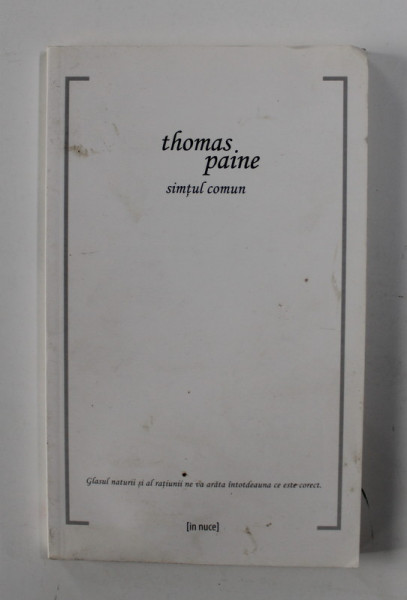 thomas
paine
simțul comun
Glasul naturii și al rațiunii ne va arăta întotdeauna ce este corect.
[in nuce]